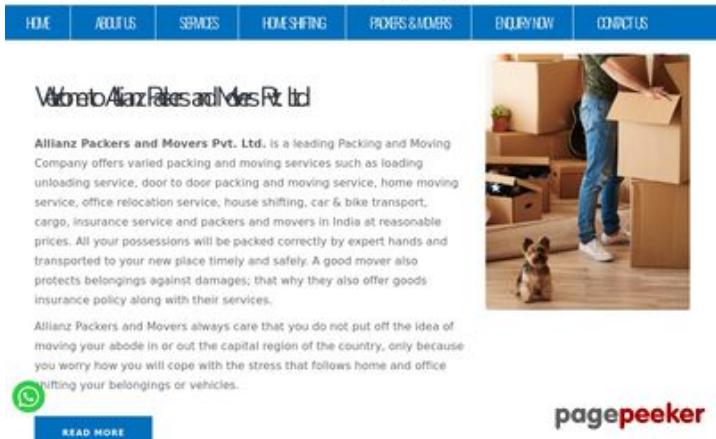 HOME ABOUT US SERVICES HOME SHIFTING PACKERS & MOVERS ENQUIRY NOW CONTACT US
Welcome to Allianz Packers and Movers Pvt. Ltd.
Allianz Packers and Movers Pvt. Ltd. is a leading Packing and Moving
Company offers varied packing and moving services such as loading
unloading service, door to door packing and moving service, home moving
service, office relocation service, house shifting, car & bike transport,
cargo, insurance service and packers and movers in India at reasonable
prices. All your possessions will be packed correctly by expert hands and
transported to your new place timely and safely. A good mover also
protects belongings against damages; that why they also offer goods
insurance policy along with their services.
Allianz Packers and Movers always care that you do not put off the idea of
moving your abode in or out the capital region of the country, only because
you worry how you will cope with the stress that follows home and office
shifting your belongings or vehicles.
READ MORE
pagepeeker